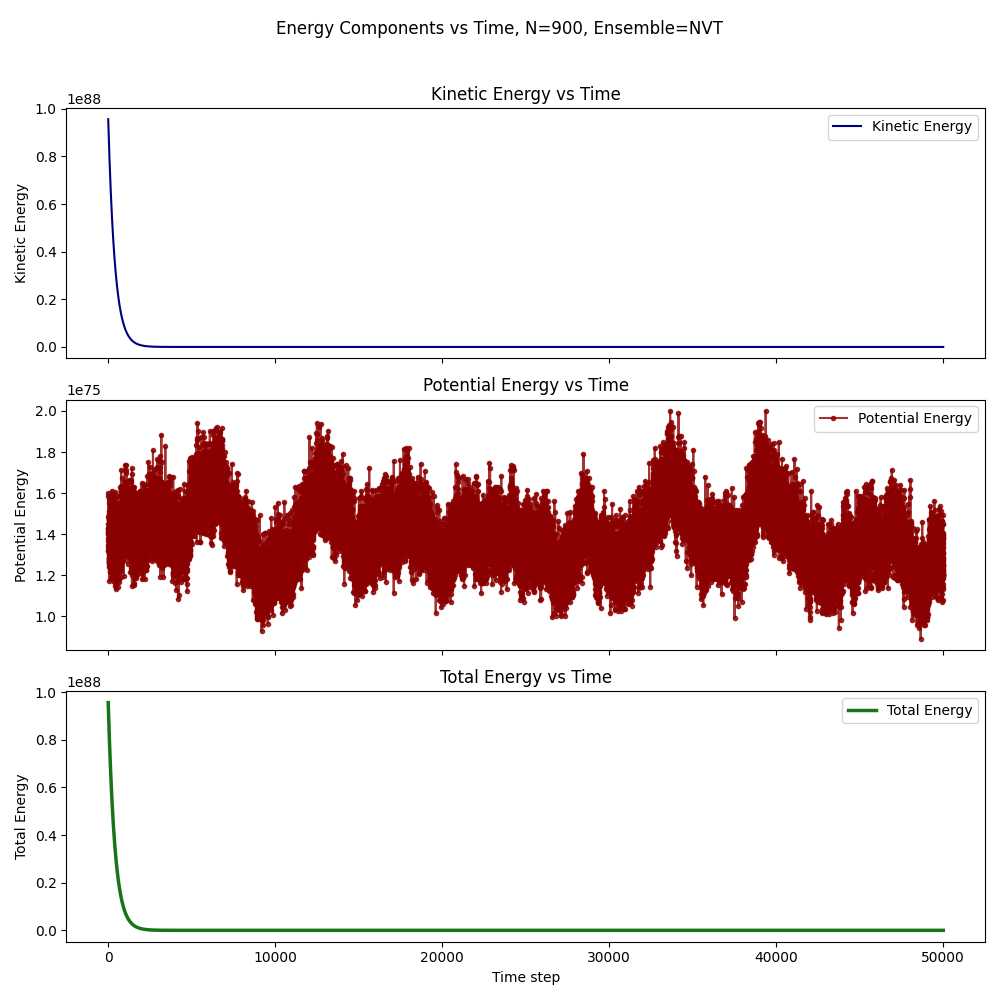 Energy Components vs Time, N=900, Ensemble=NVT
1e88
Kinetic Energy vs Time
Kinetic Energy
1.0
0.8
0.6
0.4
0.2
0.0
Kinetic Energy
1e75
Potential Energy vs Time
Potential Energy
2.0
1.8
1.6
1.4
1.2
1.0
Potential Energy
1e88
Total Energy vs Time
Total Energy
1.0
0.8
0.6
0.4
0.2
0.0
Total Energy
0
10000
20000
30000
40000
50000
Time step